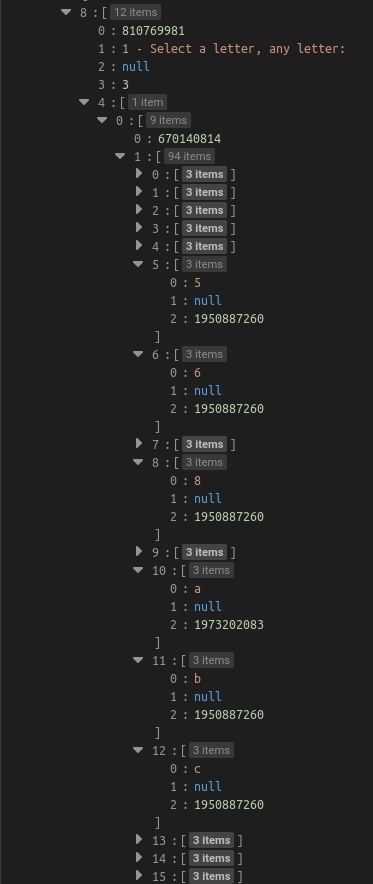 8 : [ 12 items
0 : 810769981
1 : 1 - Select a letter, any letter:
2 : null
3 : 3
4 : [ 1 item
0 : [ 9 items
0 : 670140814
1 : [ 94 items
0 : [ 3 items ]
1 : [ 3 items ]
2 : [ 3 items ]
3 : [ 3 items ]
4 : [ 3 items ]
5 : [ 3 items
0 : 5
1 : null
2 : 1950887260
]
6 : [ 3 items
0 : 6
1 : null
2 : 1950887260
]
7 : [ 3 items ]
8 : [ 3 items
0 : 8
1 : null
2 : 1950887260
]
9 : [ 3 items ]
10 : [ 3 items
0 : a
1 : null
2 : 1973202083
]
11 : [ 3 items
0 : b
1 : null
2 : 1950887260
]
12 : [ 3 items
0 : c
1 : null
2 : 1950887260
]
13 : [ 3 items ]
14 : [ 3 items ]
15 : [ 3 items ]